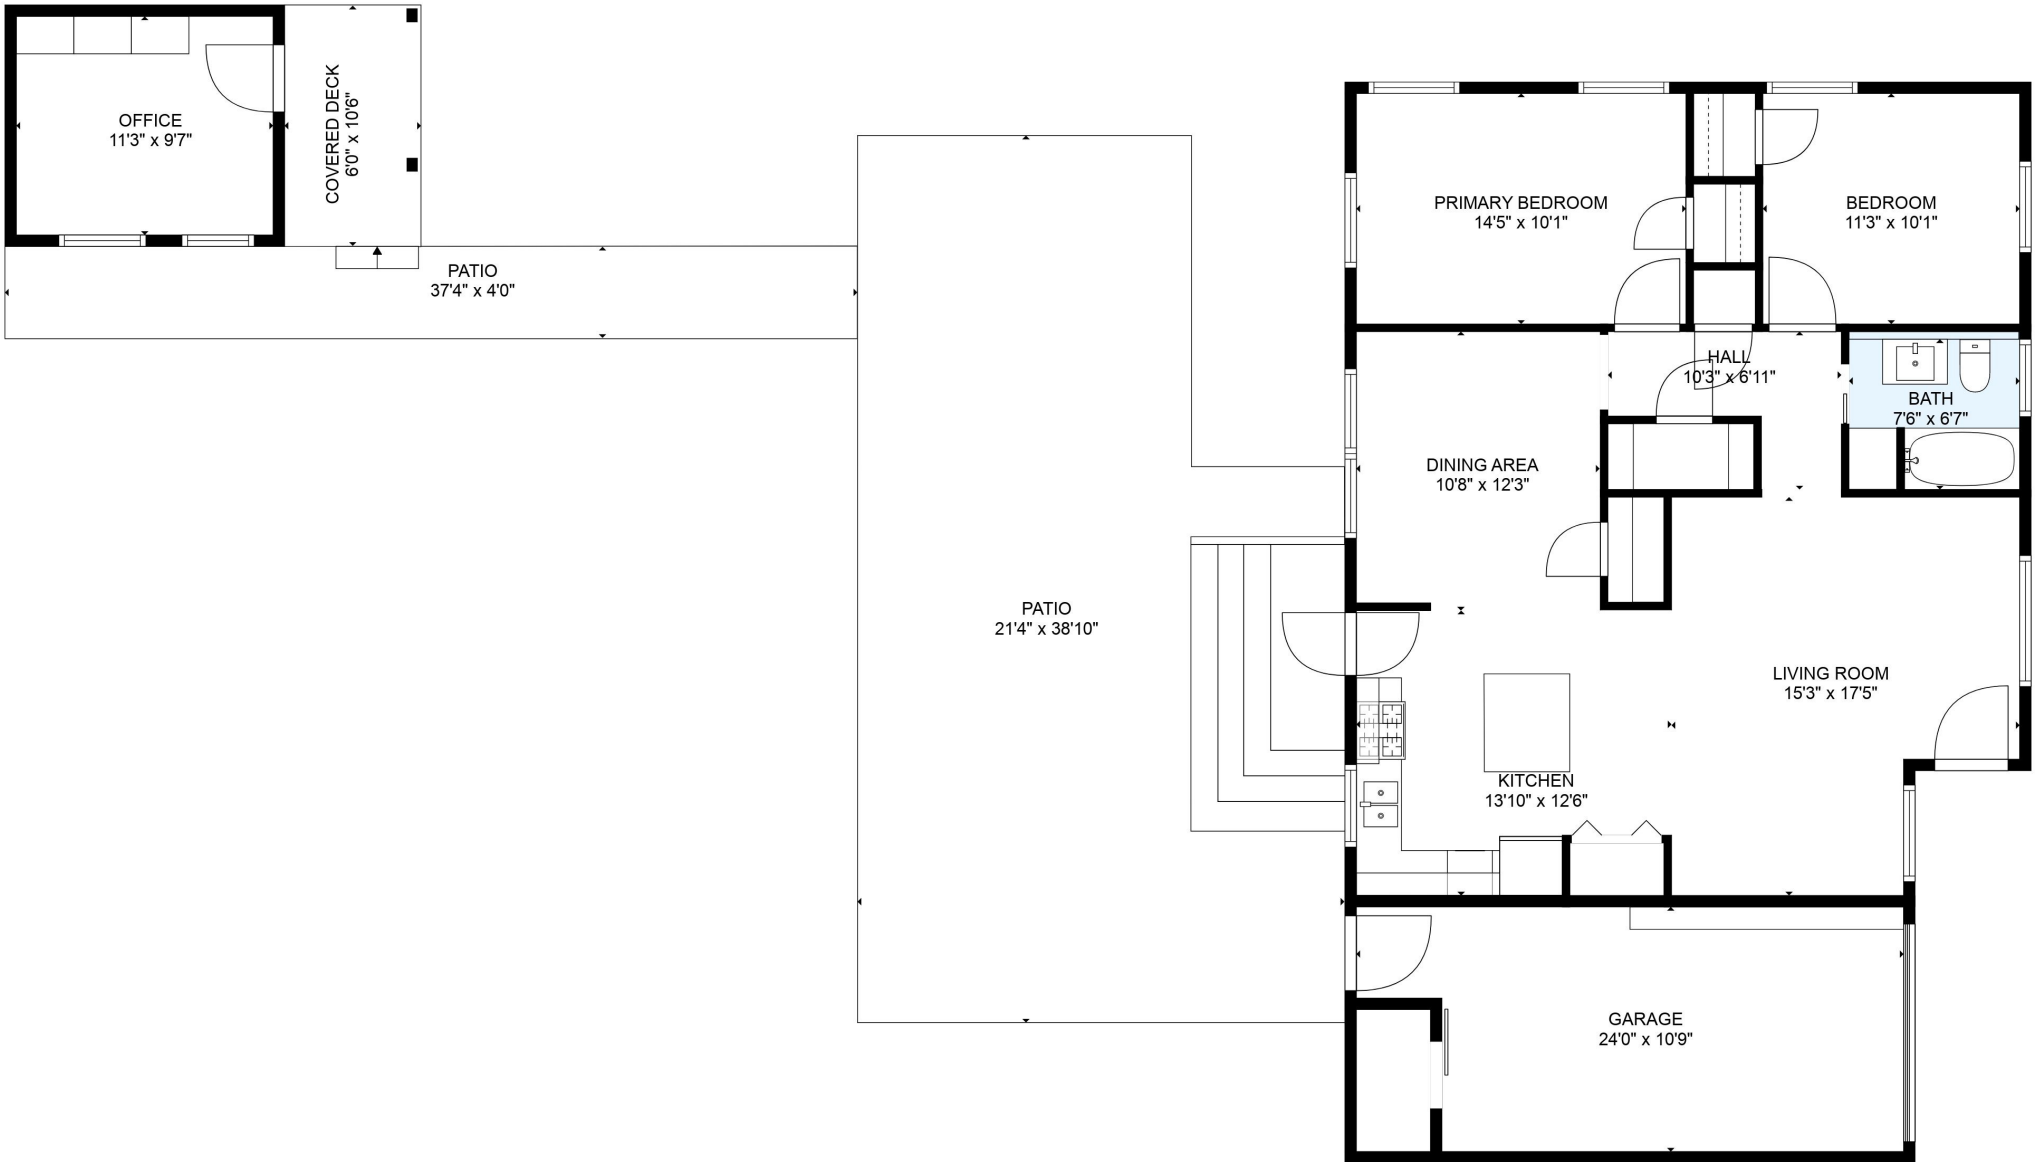 OFFICE
11'3" x 9'7"
COVERED DECK
6'0" x 10'6"
PATIO
37'4" x 4'0"
PRIMARY BEDROOM
14'5" x 10'1"
BEDROOM
11'3" x 10'1"
HALL
10'3" x 6'11"
BATH
7'6" x 6'7"
DINING AREA
10'8" x 12'3"
PATIO
21'4" x 38'10"
LIVING ROOM
15'3" x 17'5"
KITCHEN
13'10" x 12'6"
GARAGE
24'0" x 10'9"